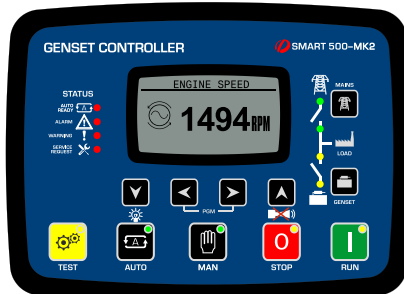 GENSET CONTROLLER
SMART 500-MK2
STATUS
AUTO READY
A
ALARM
WARNING
SERVICE REQUEST
ENGINE SPEED
1494RPM
MAINS
LOAD
GENSET
PGM
TEST
A
AUTO
MAN
0
STOP
I
RUN